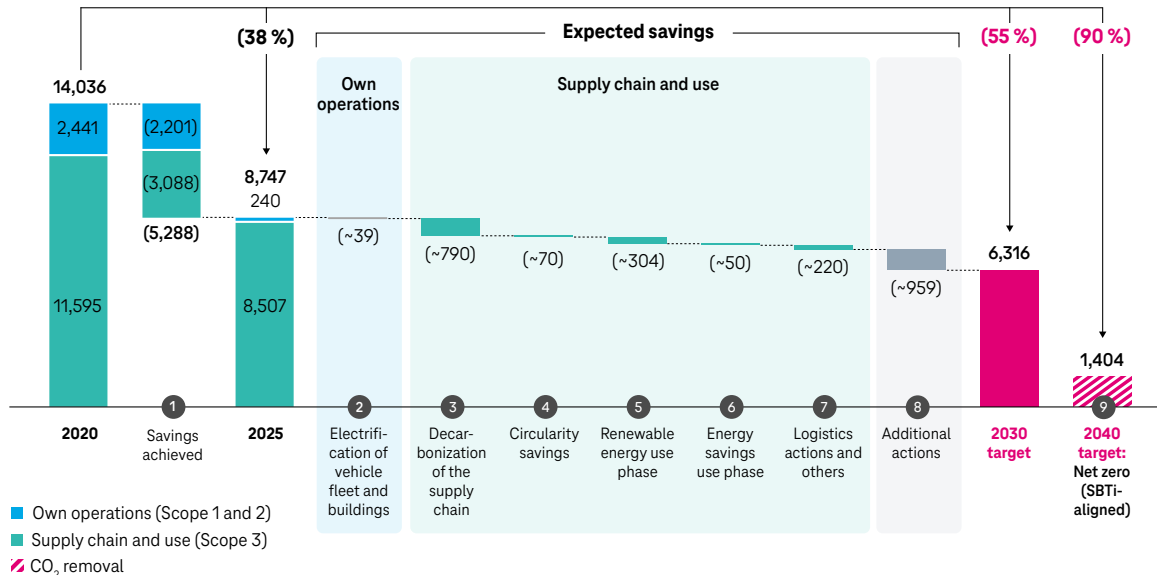 (38 %)
Expected savings
(55 %)
(90 %)
Own
operations
Supply chain and use
14,036
2,441
11,595
(2,201)
(3,088)
(5,288)
8,747
240
8,507
(~39)
(~790)
(~70)
(~304)
(~50)
(~220)
(~959)
6,316
1,404
1
2
3
4
5
6
7
8
9
2020
Savings
achieved
2025
Electrifi-
cation of
vehicle
fleet and
buildings
Decar-
bonization
of the
supply
chain
Circularity
savings
Renewable
energy use
phase
Energy
savings
use phase
Logistics
actions and
others
Additional
actions
2030
target
2040
target:
Net zero
(SBTi-
aligned)
Own operations (Scope 1 and 2)
Supply chain and use (Scope 3)
CO₂ removal